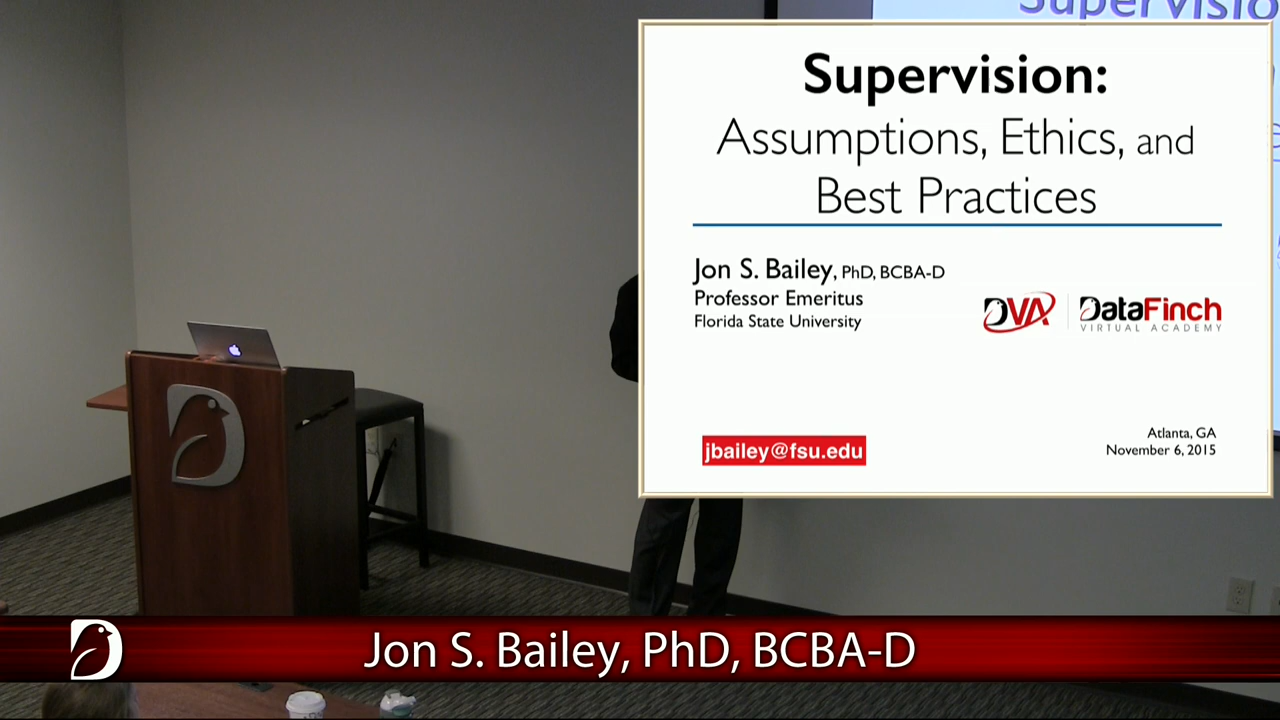 Supervision
Supervision:
Assumptions, Ethics, and
Best Practices
Jon S. Bailey, PhD, BCBA-D
Professor Emeritus
Florida State University
DVA
DataFinch
VIRTUAL ACADEMY
jbailey@fsu.edu
Atlanta, GA
November 6, 2015
Jon S. Bailey, PhD, BCBA-D